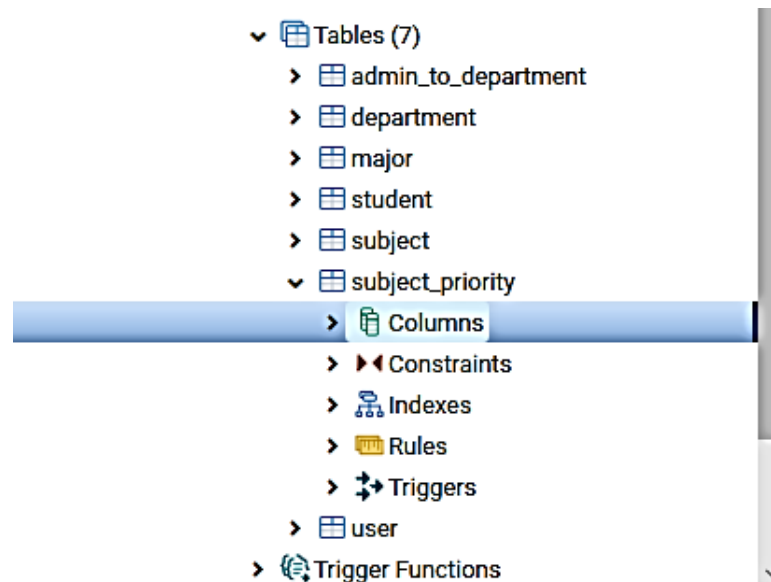 Tables (7)
admin_to_department
department
major
student
subject
subject_priority
Columns
Constraints
Indexes
Rules
Triggers
user
Trigger Functions